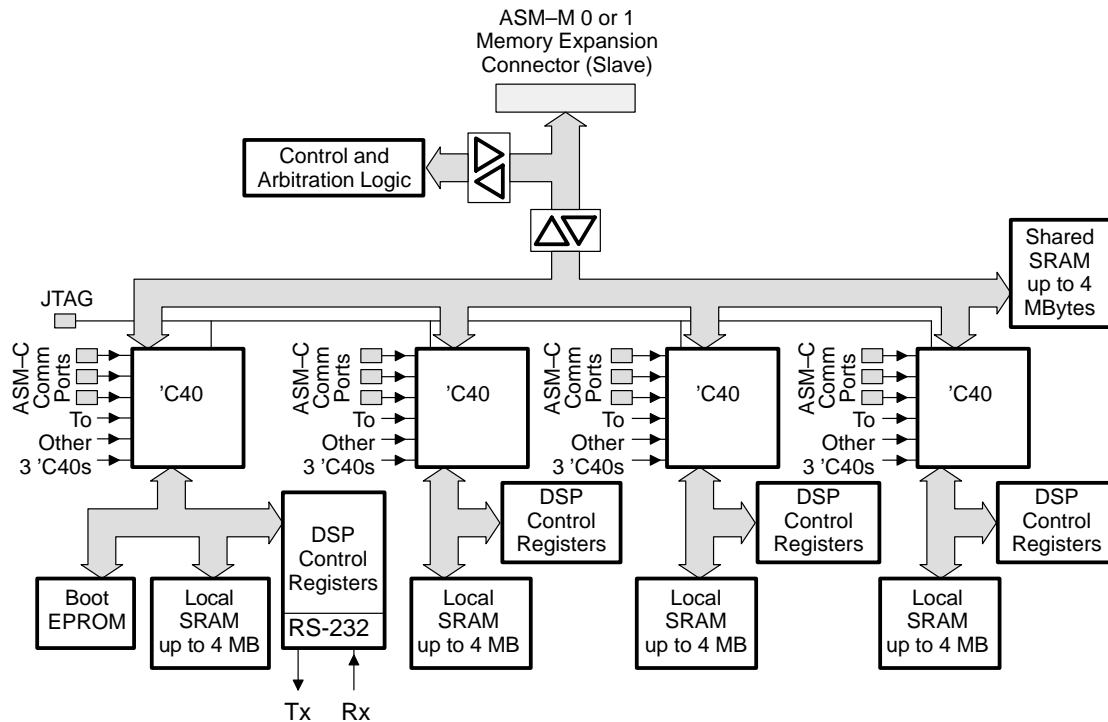 ASM–M 0 or 1
Memory Expansion
Connector (Slave)
Control and
Arbitration Logic
Shared
SRAM
up to 4
MBytes
JTAG
ASM–C
Comm
Ports
To
Other
3 'C40s
'C40
ASM–C
Comm
Ports
To
Other
3 'C40s
'C40
ASM–C
Comm
Ports
To
Other
3 'C40s
'C40
ASM–C
Comm
Ports
To
Other
3 'C40s
'C40
Boot
EPROM
Local
SRAM
up to 4 MB
DSP
Control
Registers
RS-232
Tx
Rx
DSP
Control
Registers
Local
SRAM
up to 4 MB
DSP
Control
Registers
Local
SRAM
up to 4 MB
DSP
Control
Registers
Local
SRAM
up to 4 MB